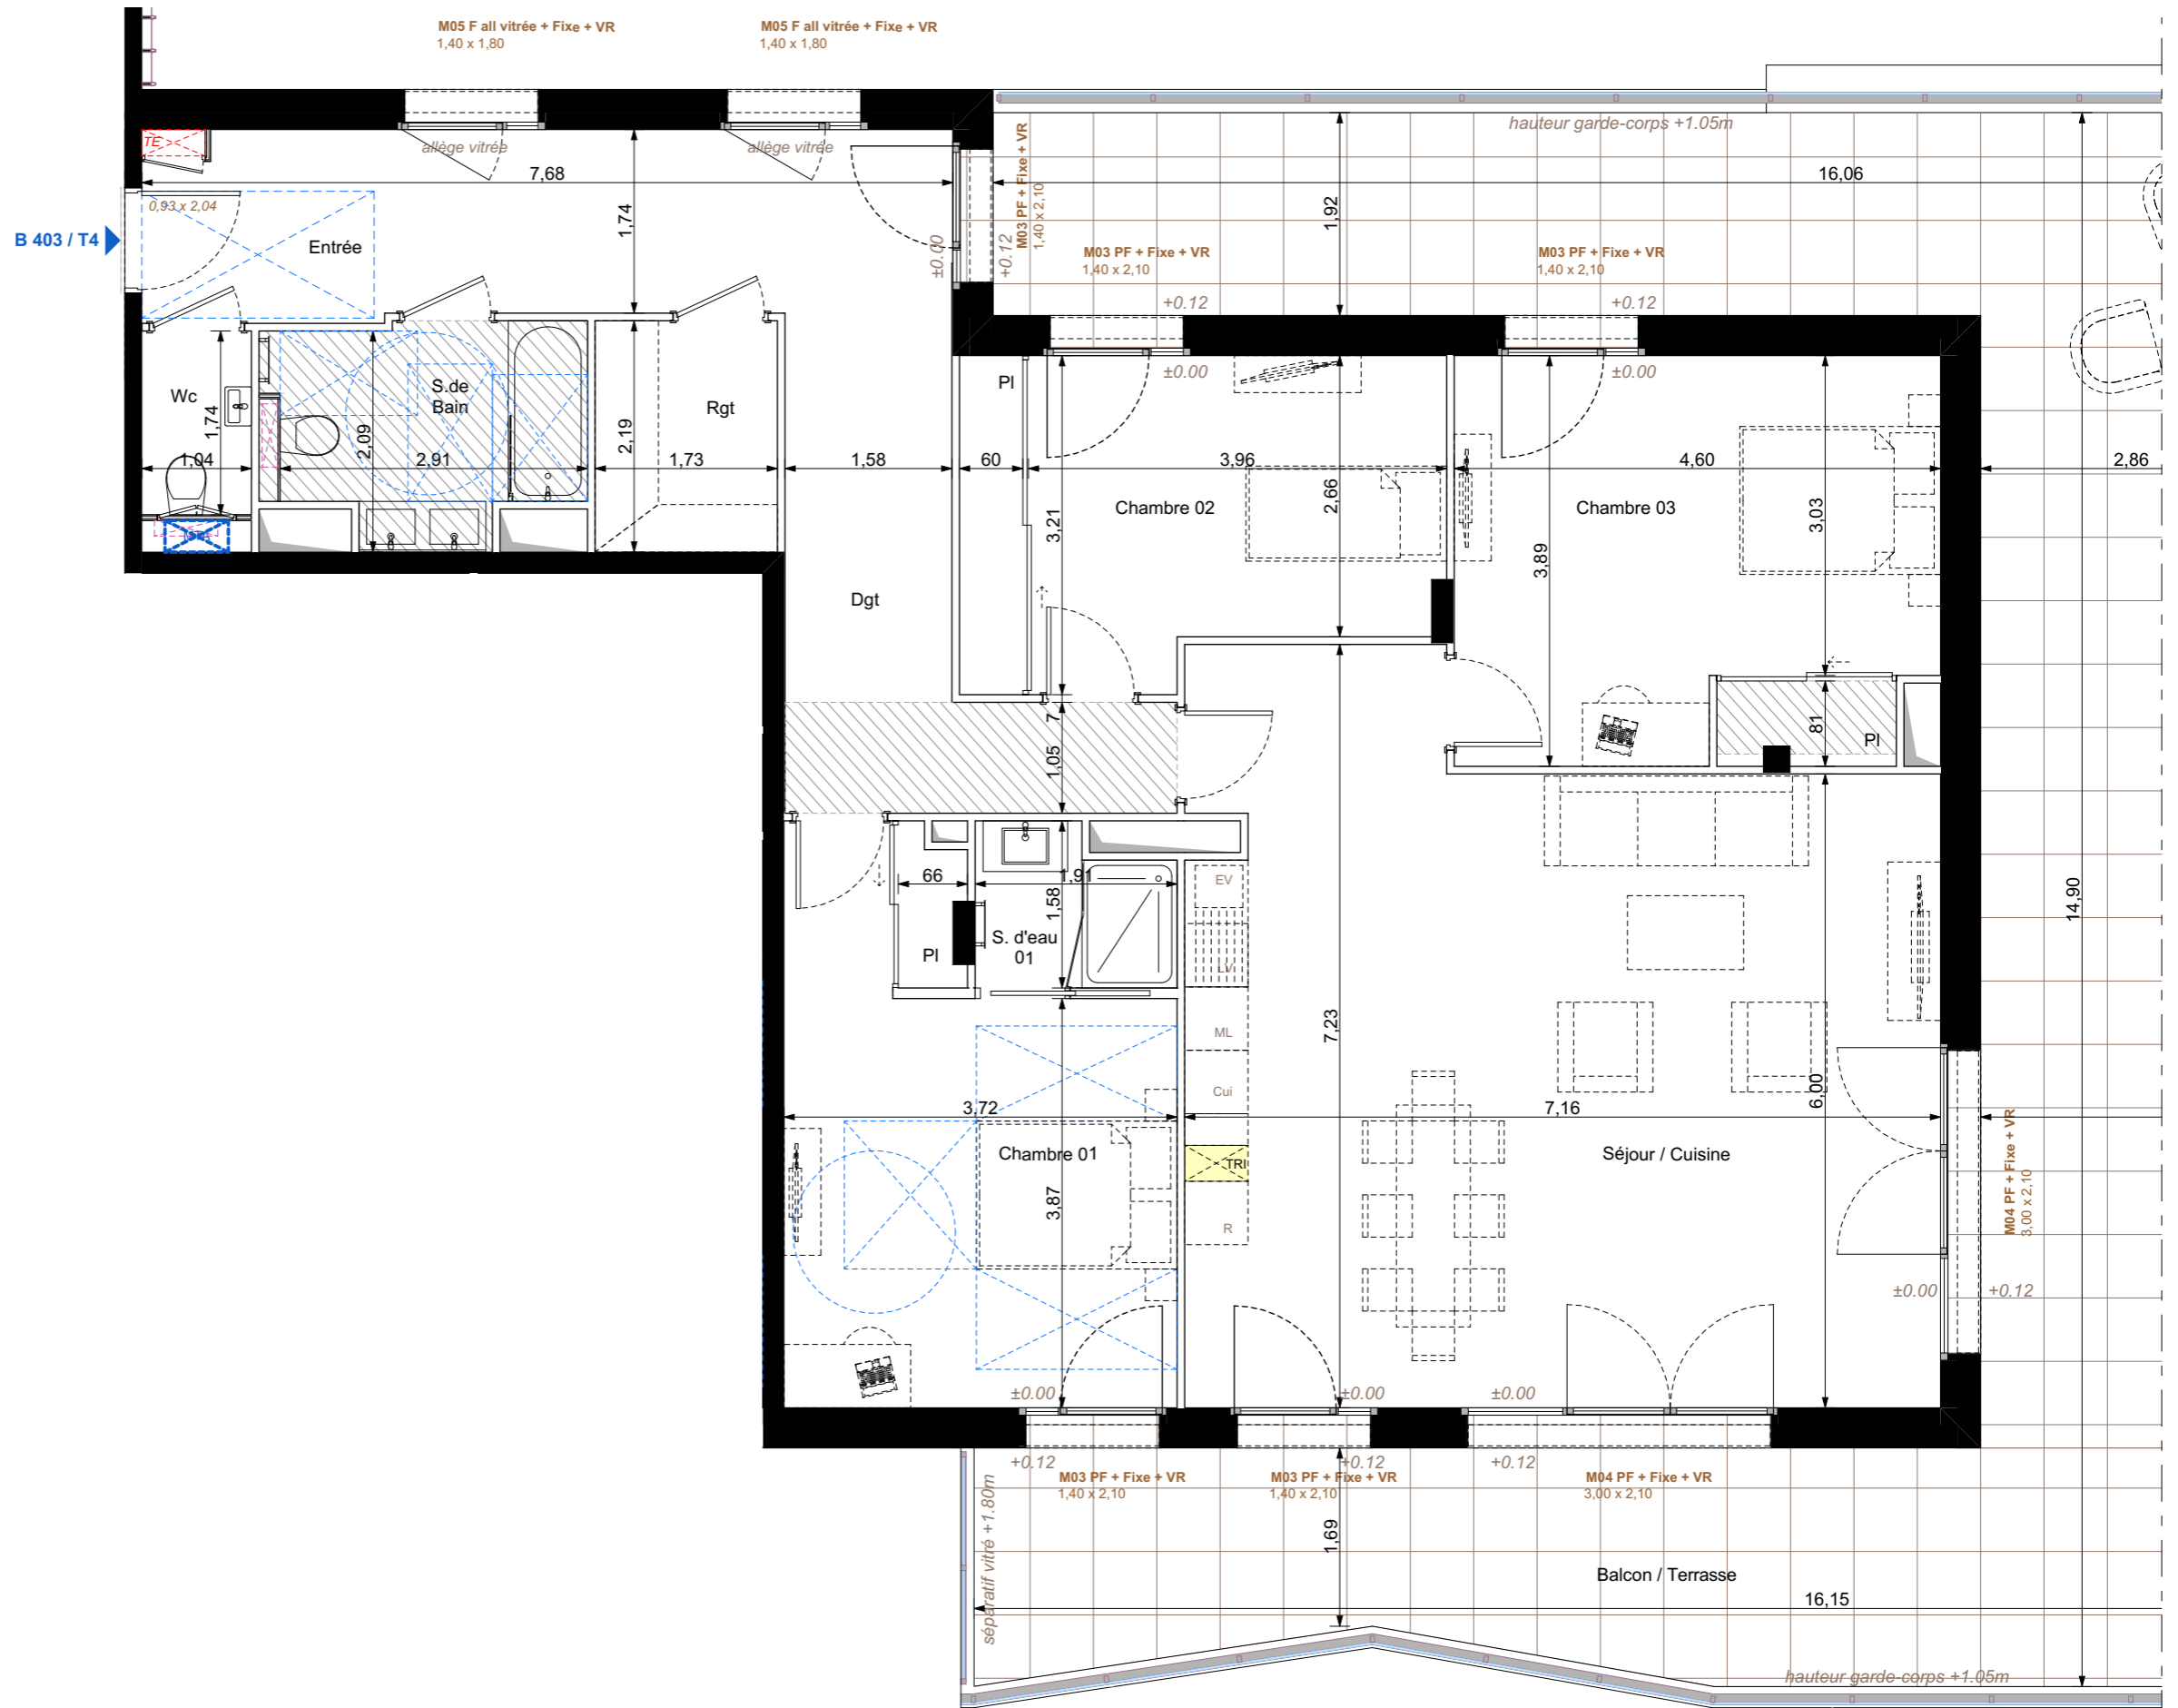 M05 F all vitrée + Fixe + VR
1,40 x 1,80
M05 F all vitrée + Fixe + VR
1,40 x 1,80
TE
allège vitrée
allège vitrée
7,68
hauteur garde-corps +1.05m
16,06
0,93 x 2,04
B 403 / T4
Entrée
1,74
±0.00
+0.12
M03 PF + Fixe + VR
1,40 x 2,10
1,92
M03 PF + Fixe + VR
1,40 x 2,10
+0.12
M03 PF + Fixe + VR
1,40 x 2,10
+0.12
±0.00
±0.00
Wc
1,74
1,04
S.de
Bain
2,09
2,91
Rgt
2,19
1,73
1,58
Pl
60
3,21
3,96
2,66
Chambre 02
4,60
3,89
Chambre 03
3,03
2,86
Dgt
7
1,05
81
Pl
66
Pl
1,91
1,58
S. d'eau
01
EV
LV
ML
Cui
TRI
R
14,90
7,23
3,72
Chambre 01
3,87
7,16
Séjour / Cuisine
6,00
M04 PF + Fixe + VR
3,00 x 2,10
±0.00
+0.12
±0.00
±0.00
±0.00
+0.12
+0.12
+0.12
M03 PF + Fixe + VR
1,40 x 2,10
M03 PF + Fixe + VR
1,40 x 2,10
M04 PF + Fixe + VR
3,00 x 2,10
séparatif vitré +1.80m
1,69
Balcon / Terrasse
16,15
hauteur garde-corps +1.05m